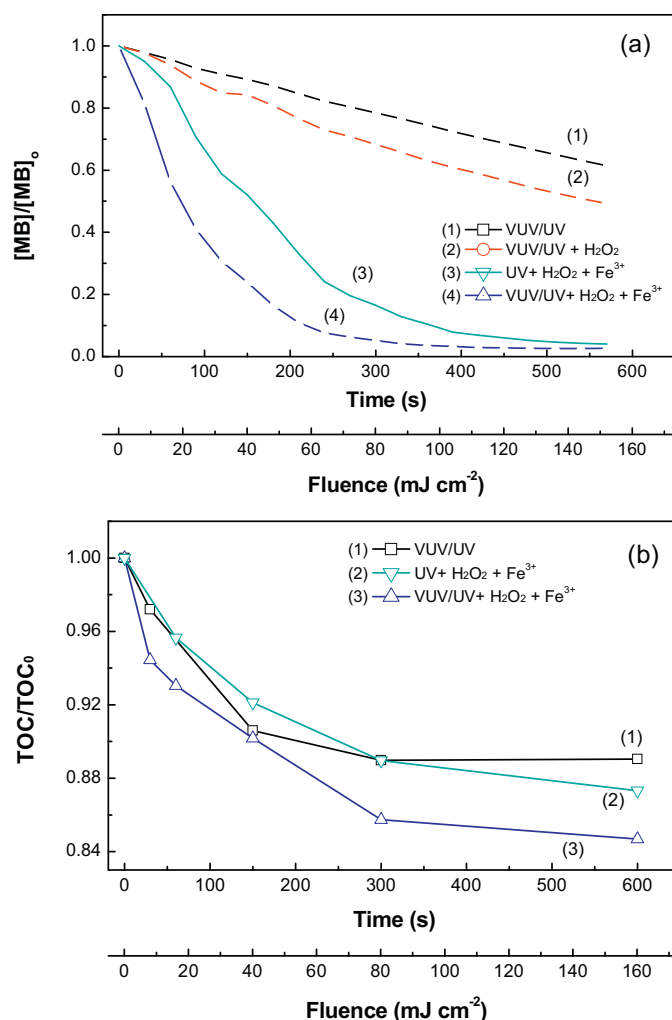 (a)
1.0
0.8
0.6
0.4
0.2
0.0
[MB]/[MB]o
(1)
(2)
(3)
(4)
(1) VUV/UV
(2) VUV/UV + H2O2
(3) UV+ H2O2 + Fe3+
(4) VUV/UV+ H2O2 + Fe3+
0 100 200 300 400 500 600
Time (s)
0 20 40 60 80 100 120 140 160
Fluence (mJ cm-2)
(b)
(1) VUV/UV
(2) UV+ H2O2 + Fe3+
(3) VUV/UV+ H2O2 + Fe3+
1.00
0.96
0.92
0.88
0.84
TOC/TOC0
(1)
(2)
(3)
0 100 200 300 400 500 600
Time (s)
0 20 40 60 80 100 120 140 160
Fluence (mJ cm-2)